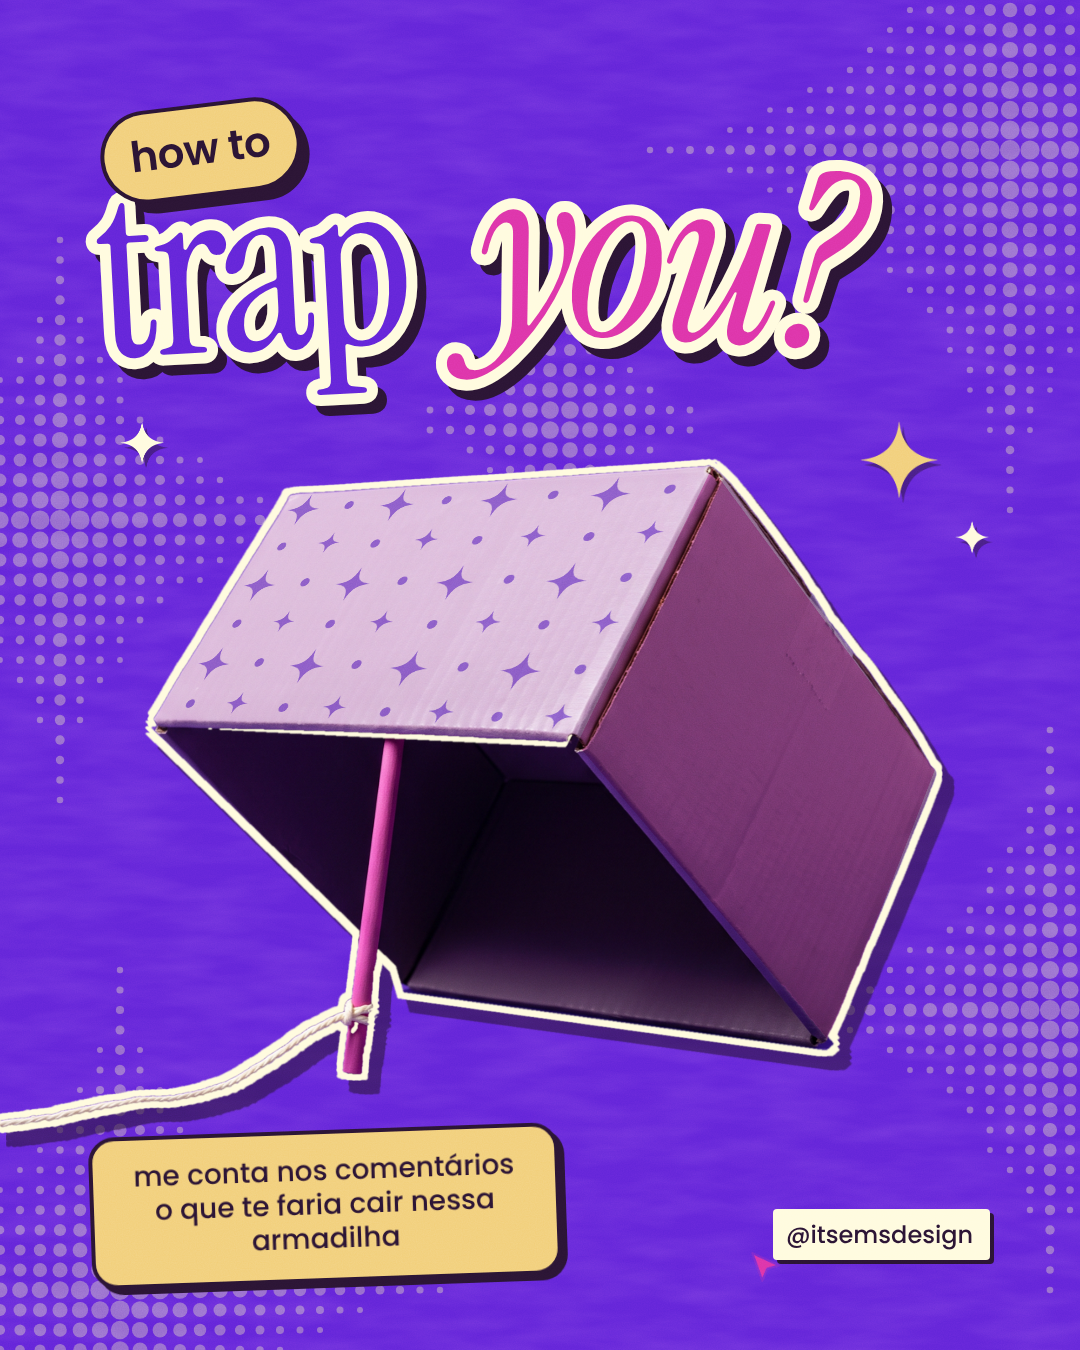 how to
trap you?
me conta nos comentários
o que te faria cair nessa
armadilha
@itsemsdesign